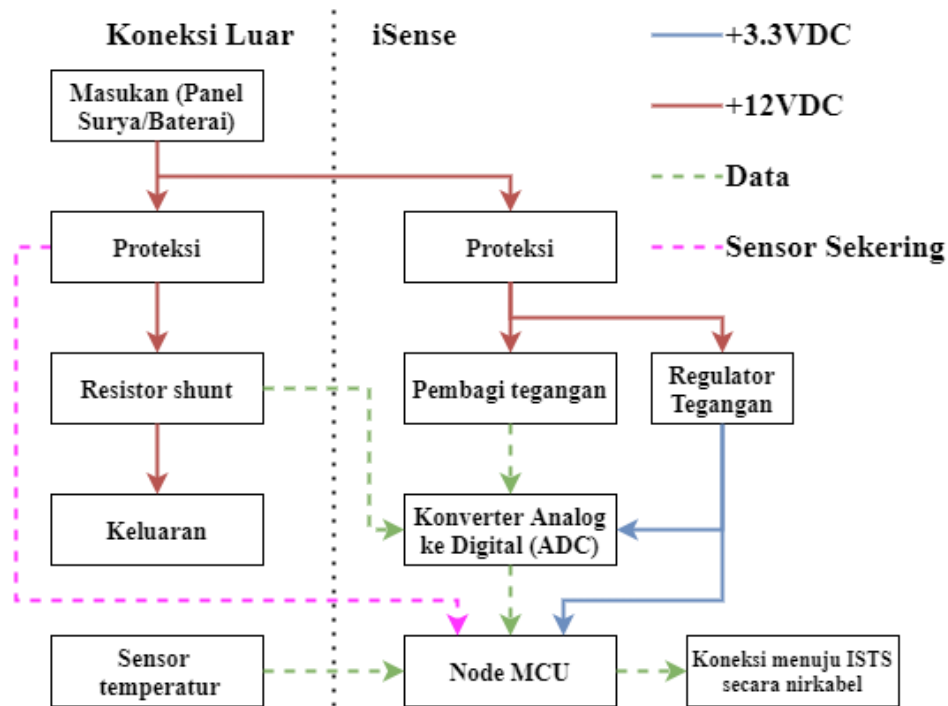 Koneksi Luar
iSense
+3.3VDC
Masukan (Panel
Surya/Baterai)
+12VDC
Data
Proteksi
Proteksi
Sensor Sekering
Resistor shunt
Pembagi tegangan
Regulator
Tegangan
Keluaran
Konverter Analog
ke Digital (ADC)
Sensor
temperatur
Node MCU
Koneksi menuju ISTS
secara nirkabel